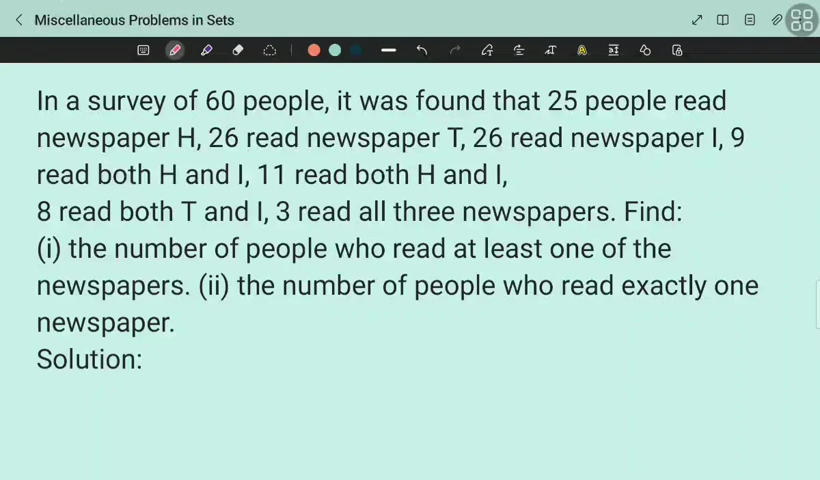 Miscellaneous Problems in Sets
In a survey of 60 people, it was found that 25 people read
newspaper H, 26 read newspaper T, 26 read newspaper I, 9
read both H and I, 11 read both H and I,
8 read both T and I, 3 read all three newspapers. Find:
(i) the number of people who read at least one of the
newspapers. (ii) the number of people who read exactly one
newspaper.
Solution: